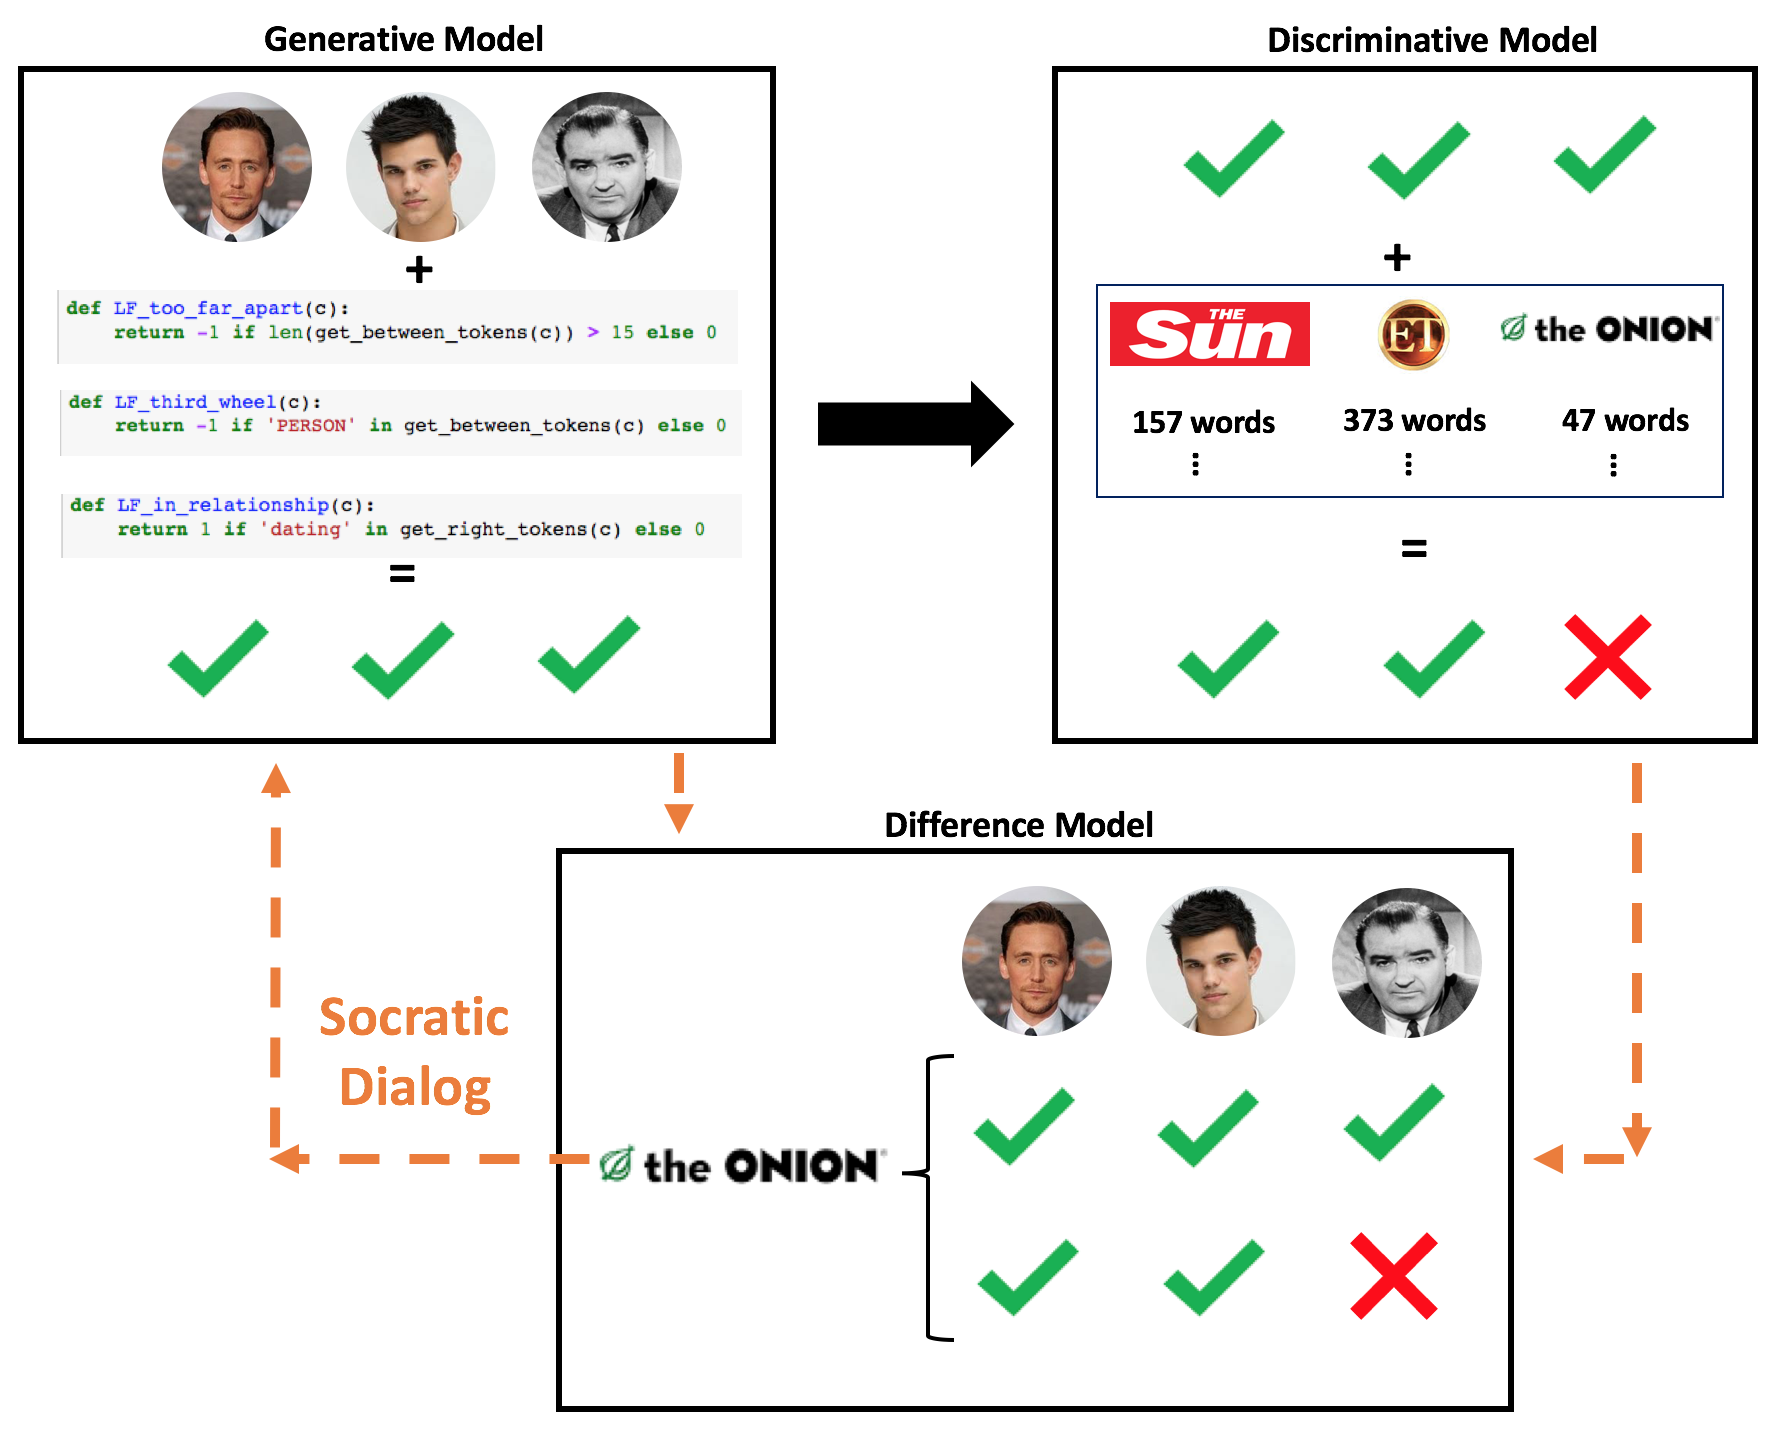 Generative Model
def LF_too_far_apart(c):
return -1 if len(get_between_tokens(c)) > 15 else 0
def LF_third_wheel(c):
return -1 if 'PERSON' in get_between_tokens(c) else 0
def LF_in_relationship(c):
return 1 if 'dating' in get_right_tokens(c) else 0
Discriminative Model
THE
Sun
ET
the ONION®
157 words
373 words
47 words
Difference Model
Socratic
Dialog
the ONION®